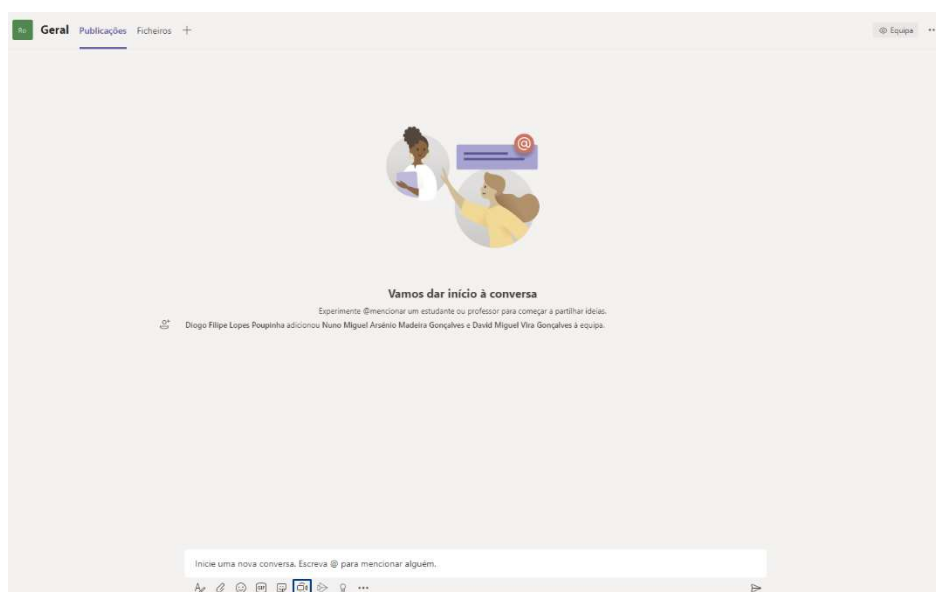 Ro Geral Publicações Ficheiros + Equipa
@
Vamos dar início à conversa
Experimente @mencionar um estudante ou professor para começar a partilhar ideias.
Diogo Filipe Lopes Poupinha adicionou Nuno Miguel Arsénio Madeira Gonçalves e David Miguel Vira Gonçalves à equipa.
Inicie uma nova conversa. Escreva @ para mencionar alguém.
GIF